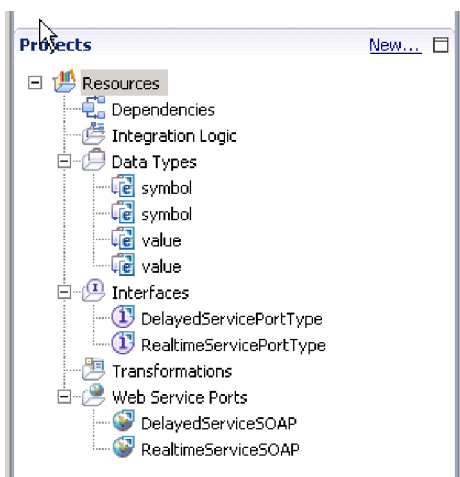 Projects New...
Resources
Dependencies
Integration Logic
Data Types
symbol
symbol
value
value
Interfaces
DelayedServicePortType
RealtimeServicePortType
Transformations
Web Service Ports
DelayedServiceSOAP
RealtimeServiceSOAP